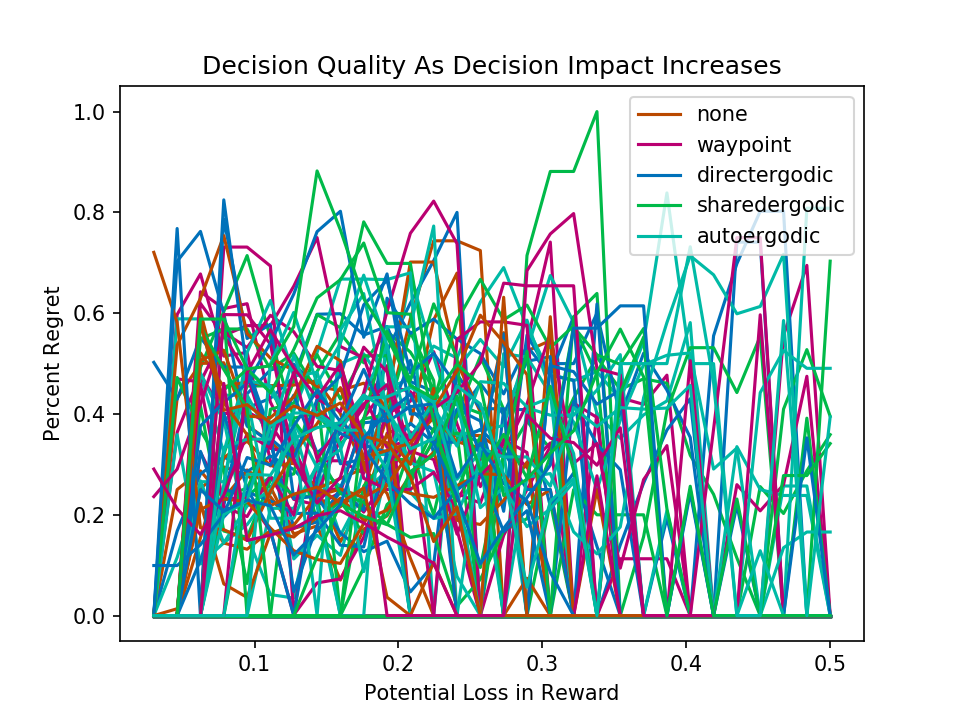 Decision Quality As Decision Impact Increases
1.0
0.8
0.6
0.4
0.2
0.0
Percent Regret
none
waypoint
directergodic
sharedergodic
autoergodic
0.1 0.2 0.3 0.4 0.5
Potential Loss in Reward